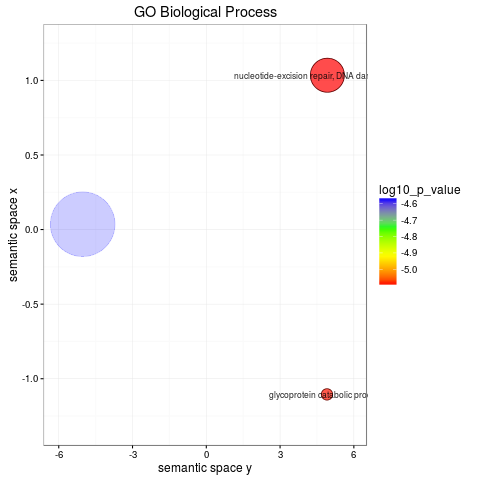 GO Biological Process
1.0
0.5
0.0
-0.5
-1.0
semantic space x
nucleotide-excision repair, DNA da
glycoprotein catabolic pro
-6
-3
0
3
6
semantic space y
log10_p_value
-4.6
-4.7
-4.8
-4.9
-5.0